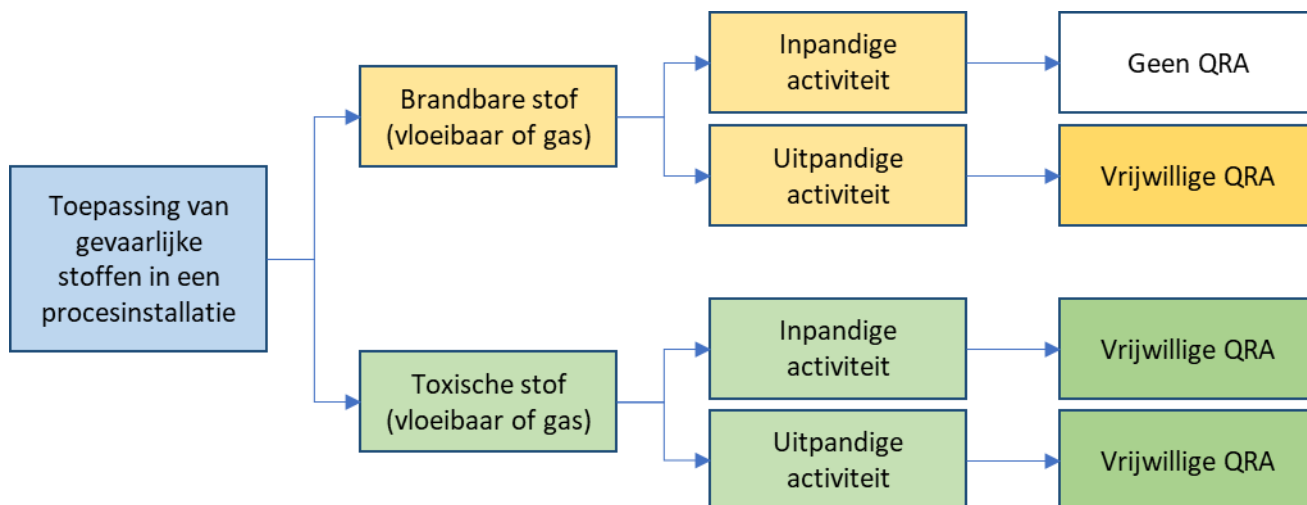 Toepassing van
gevaarlijke
stoffen in een
procesinstallatie
Brandbare stof
(vloeibaar of gas)
Inpandige
activiteit
Geen QRA
Uitpandige
activiteit
Vrijwillige QRA
Toxische stof
(vloeibaar of gas)
Inpandige
activiteit
Vrijwillige QRA
Uitpandige
activiteit
Vrijwillige QRA